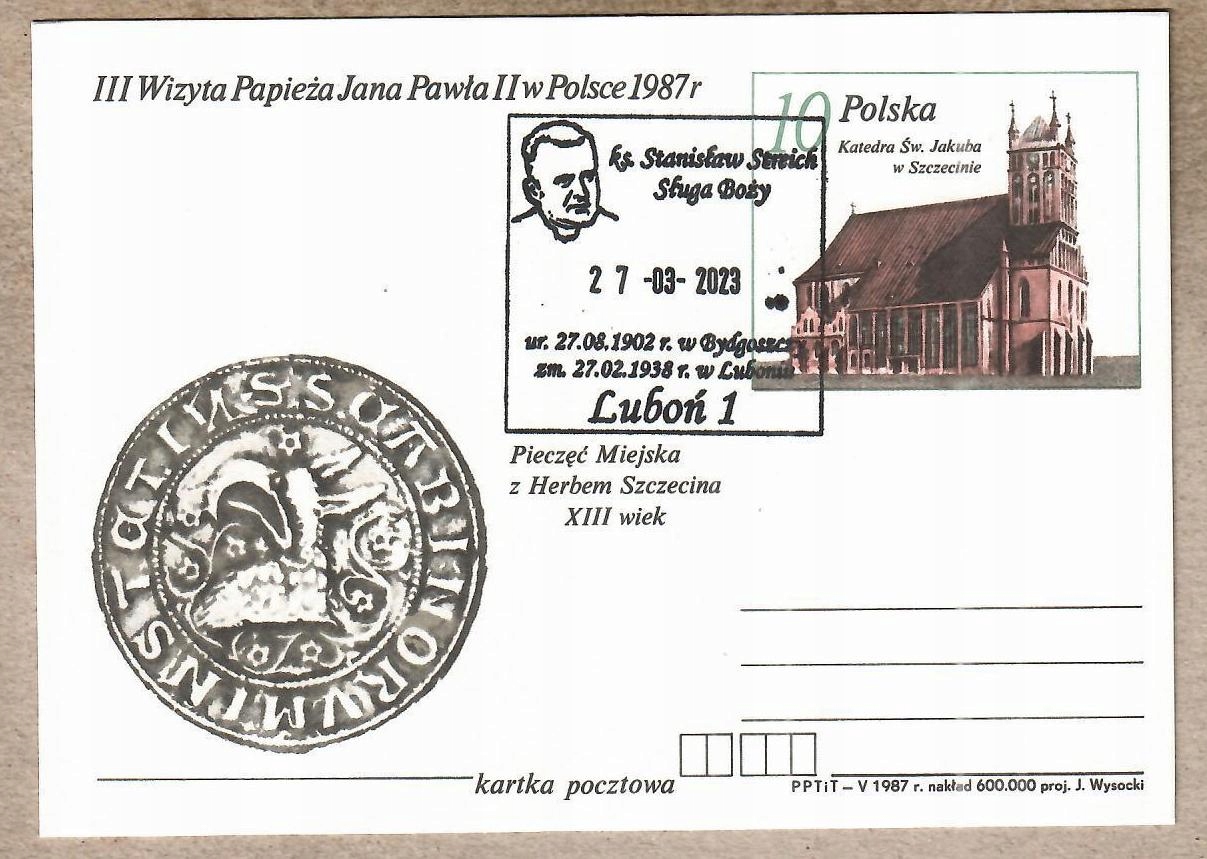 III Wizyta Papieża Jana Pawła II w Polsce 1987r
10 Polska
Katedra Św. Jakuba
w Szczecinie
ks. Stanisław Streich
Sługa Boży
27 -03- 2023
ur. 27.08.1902 r. w Bydgoszczy
zm. 27.02.1938 r. w Luboniu
Luboń 1
Pieczęć Miejska
z Herbem Szczecina
XIII wiek
kartka pocztowa
PPTiT – V 1987 r. nakład 600.000 proj. J. Wysocki